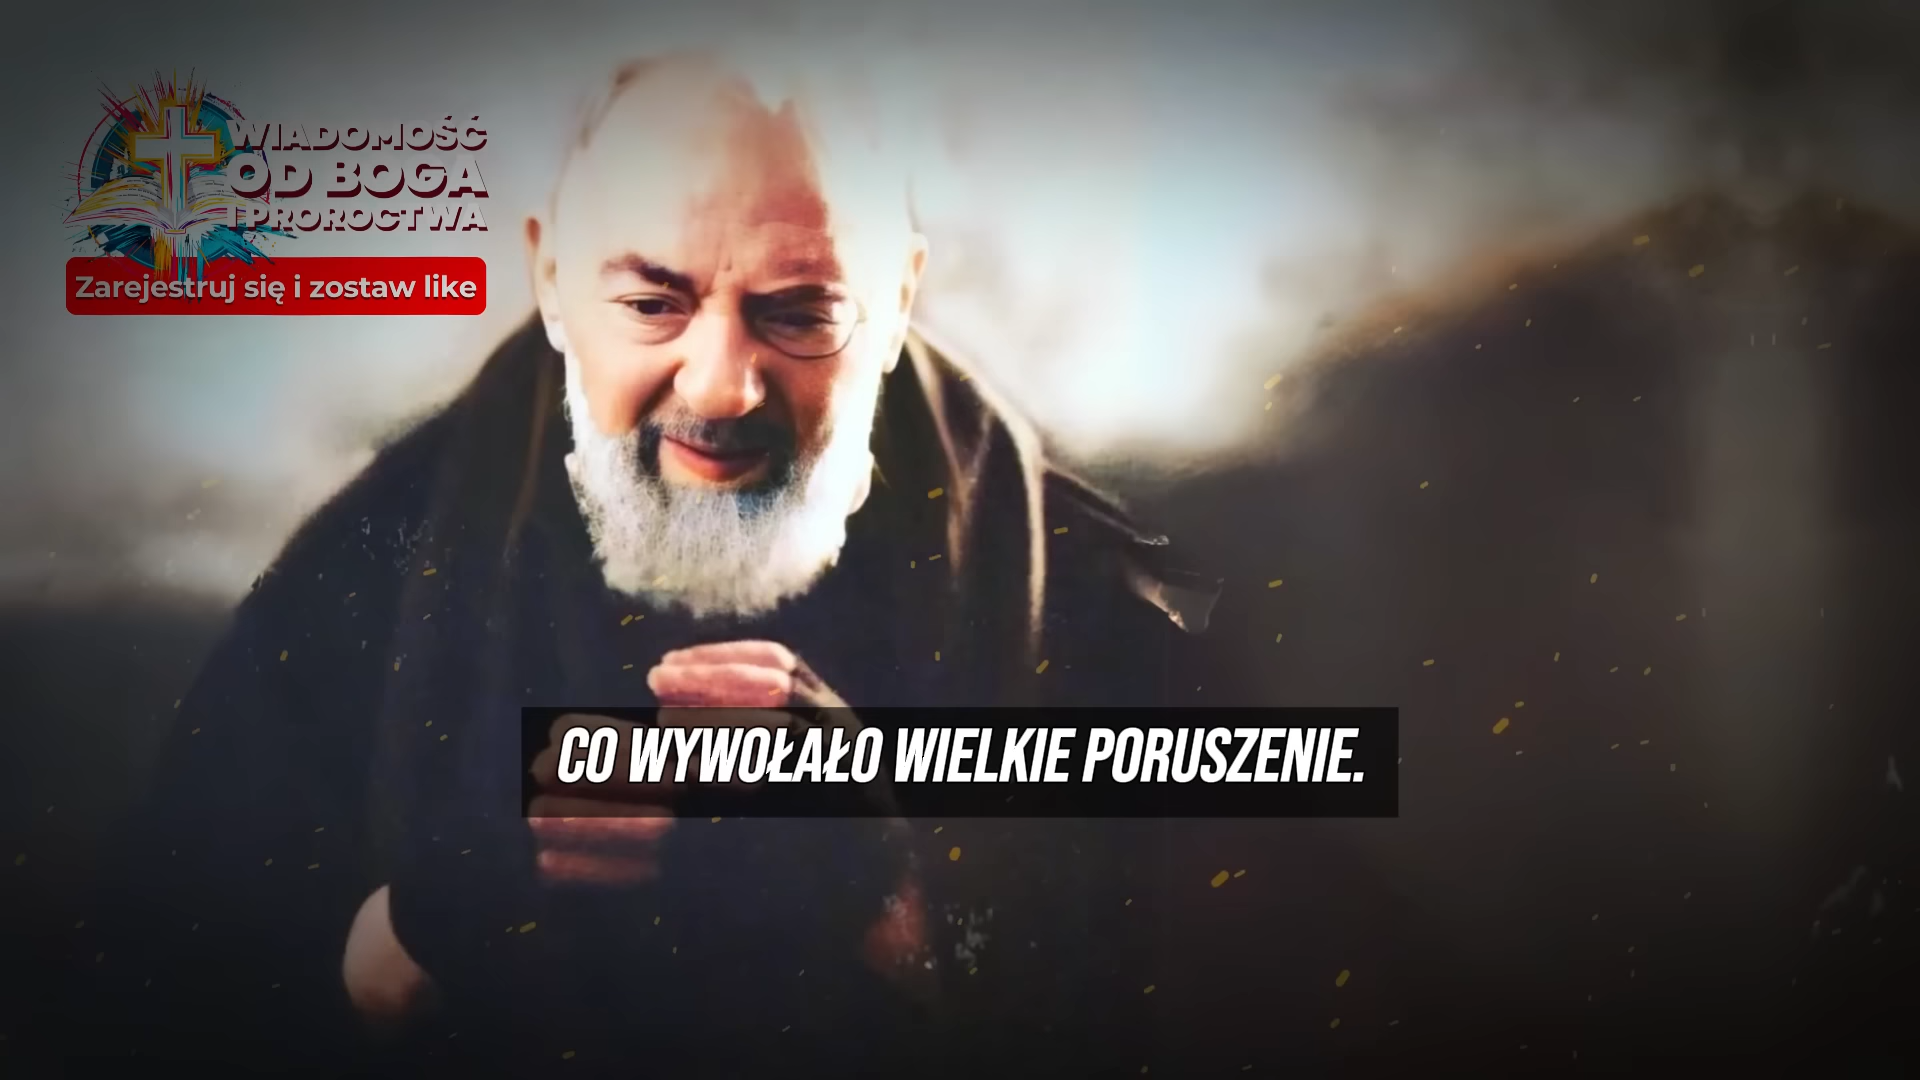 WIADOMOŚĆ
OD BOGA
I PROROCTWA
Zarejestruj się i zostaw like
CO WYWOŁAŁO WIELKIE PORUSZENIE.